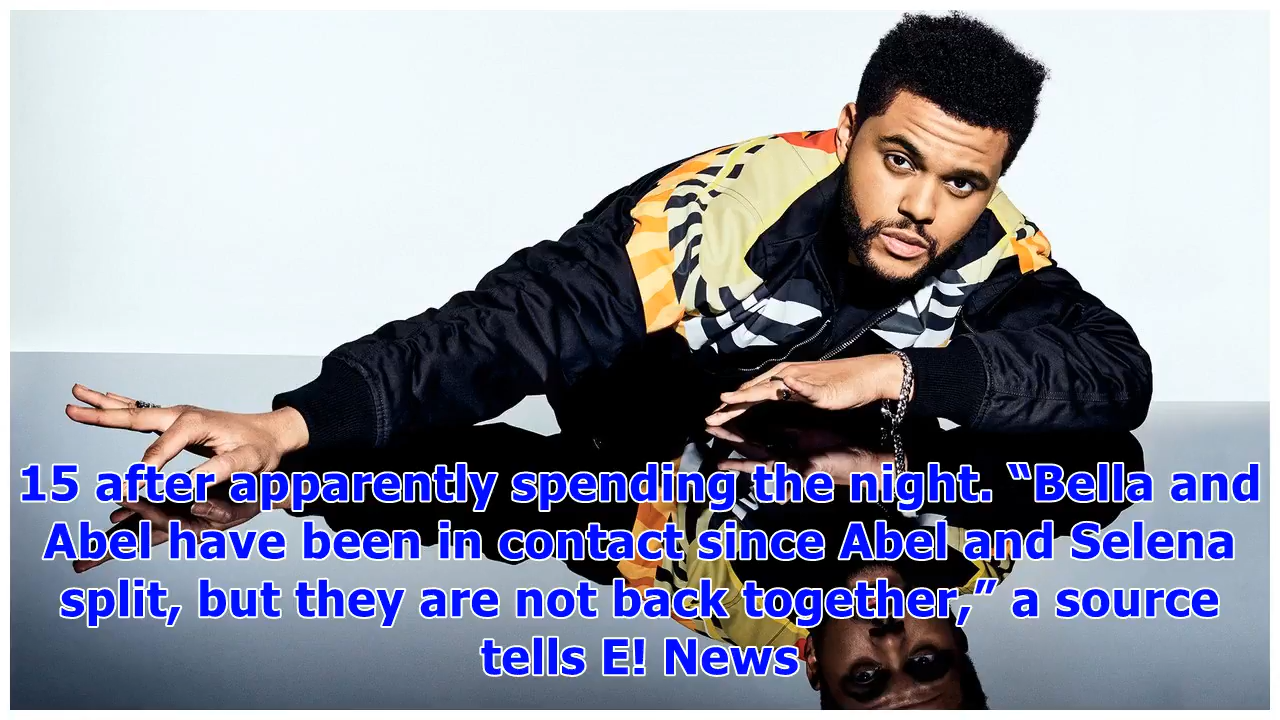 15 after apparently spending the night. “Bella and
Abel have been in contact since Abel and Selena
split, but they are not back together,” a source
tells E! News